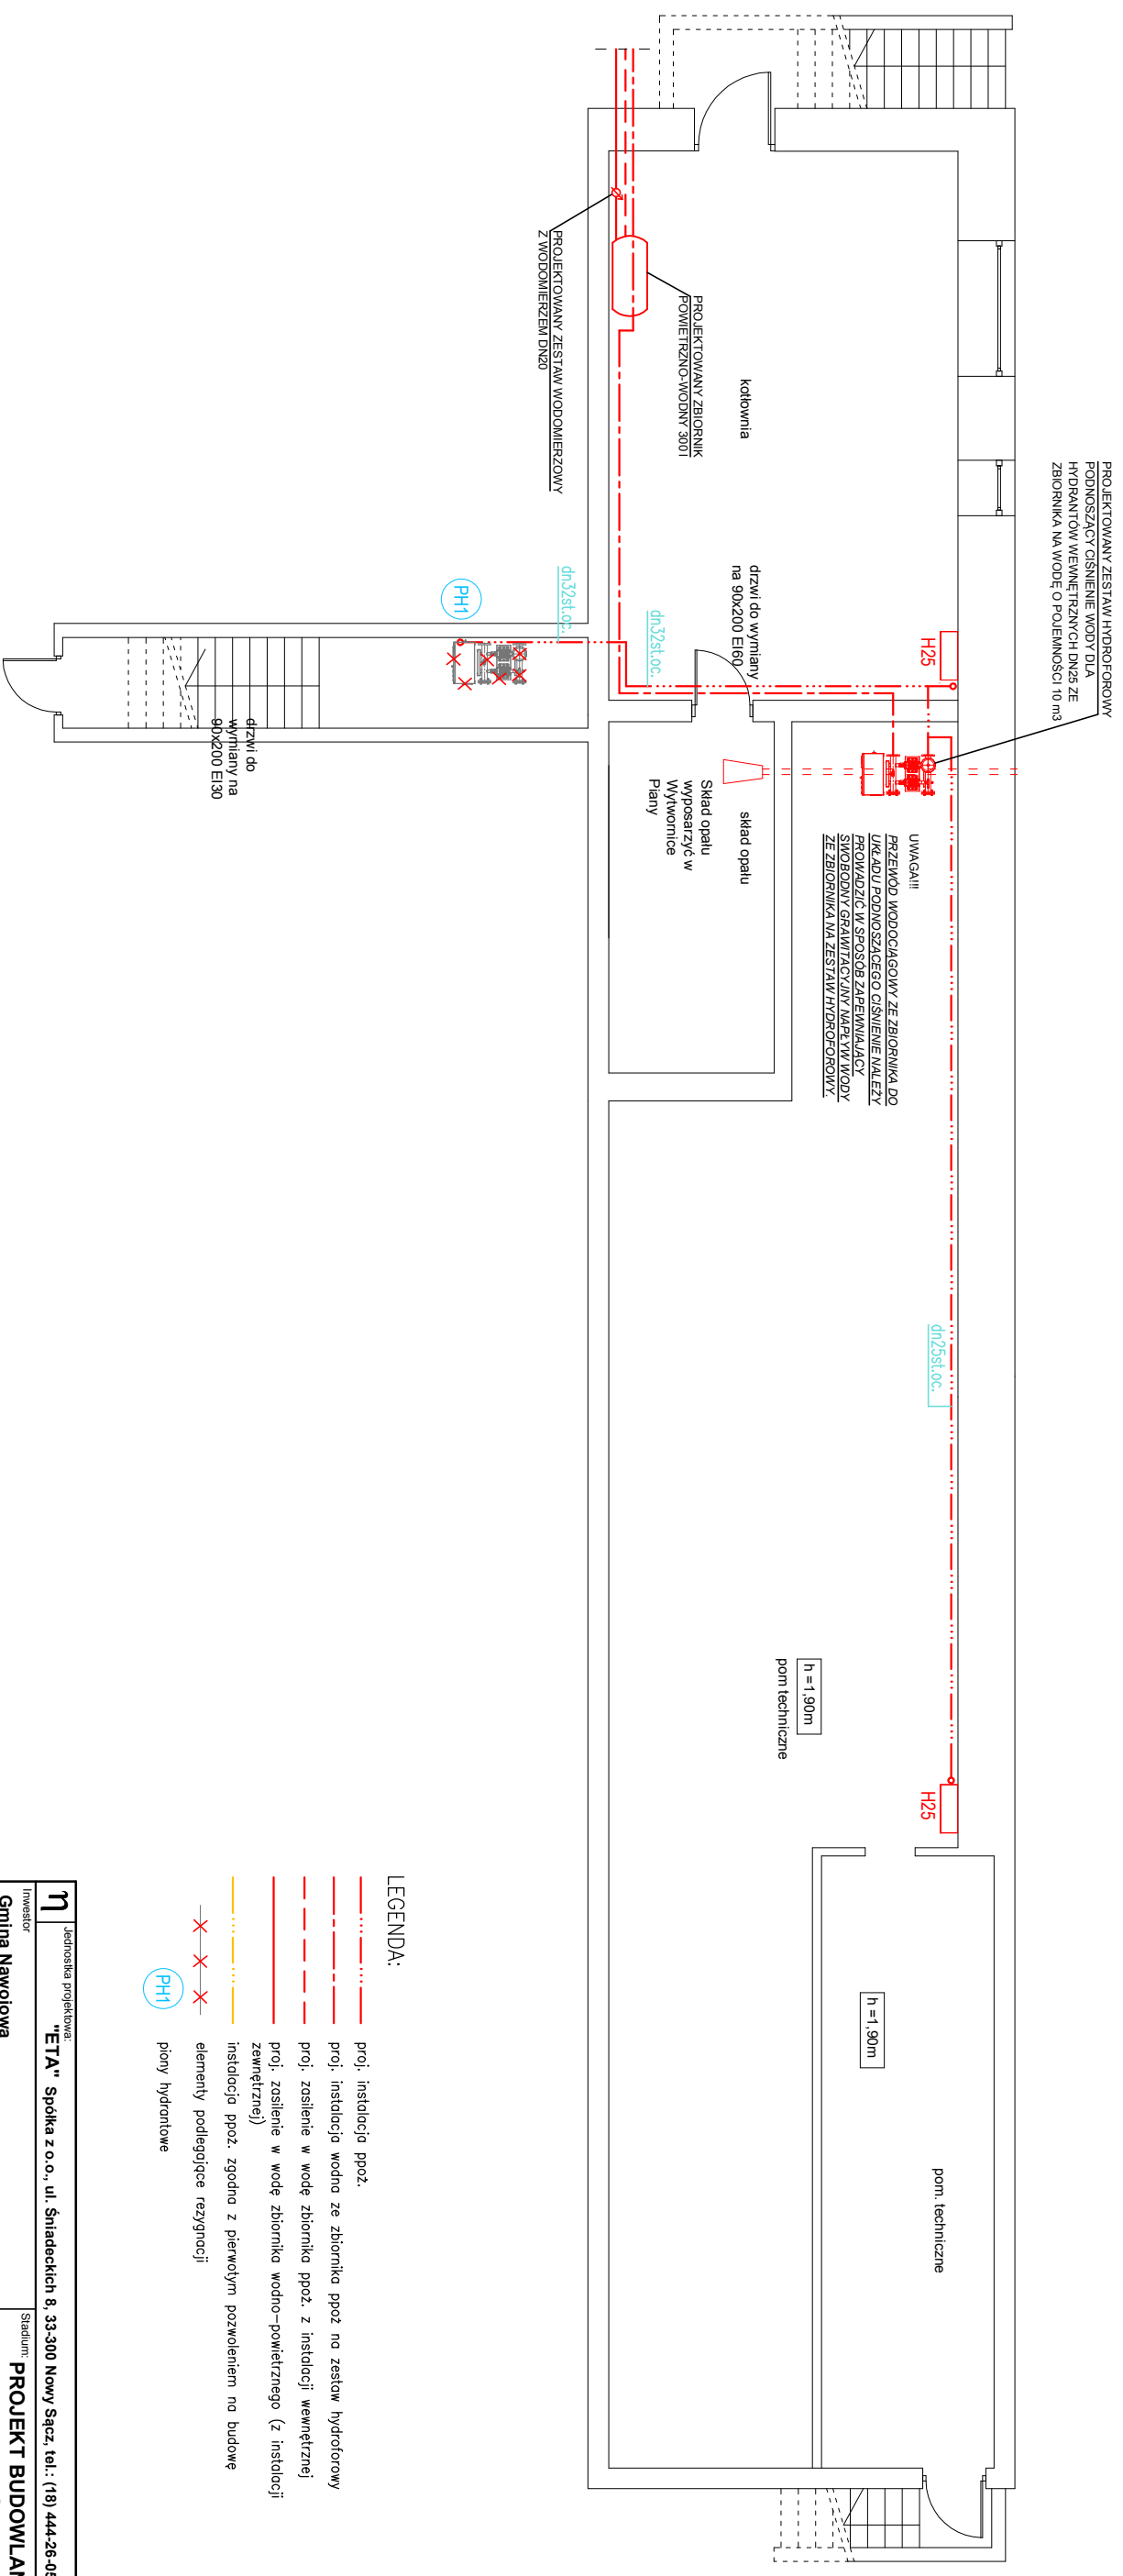 PROJEKTOWANY ZESTAW HYDROFOROWY
PODNOSZĄCY CIŚNIENIE WODY DLA
HYDRANTÓW WEWNĘTRZNYCH DN25 ZE
ZBIORNIKA NA WODĘ O POJEMNOŚCI 10 m3
H25
kotłownia
PROJEKTOWANY ZBIORNIK
POWIETRZNO-WODNY 300 l
PROJEKTOWANY ZESTAW WODOMIERZOWY
Z WODOMIERZEM DN20
drzwi do wymiany
na 90x200 EI60
dn32st.oc.
dn32st.oc.
PH1
drzwi do
wymiany na
90x200 EI30
UWAGA!!!
PRZEWÓD WODOCIĄGOWY ZE ZBIORNIKA DO
UKŁADU PODNOSZĄCEGO CIŚNIENIE NALEŻY
PROWADZIĆ W SPOSÓB ZAPEWNIAJĄCY
SWOBODNY GRAWITACYJNY NAPŁYW WODY
ZE ZBIORNIKA NA ZESTAW HYDROFOROWY.
skład opału
Skład opału
wyposarzyć w
Wytwornice
Piany
dn25st.oc.
h =1,90m
pom techniczne
H25
h =1,90m
pom. techniczne
LEGENDA:
proj. instalacja ppoż.
proj. instalacja wodna ze zbiornika ppoż na zestaw hydroforowy
proj. zasilenie w wodę zbiornika ppoż. z instalacji wewnętrznej
proj. zasilenie w wodę zbiornika wodno-powietrznego (z instalacji
zewnętrznej)
instalacja ppoż. zgodna z pierwotym pozwoleniem na budowę
elementy podlegające rezygnacji
PH1
piony hydrantowe
η
Jednostka projektowa:
"ETA" Spółka z o.o., ul. Śniadeckich 8, 33-300 Nowy Sącz, tel.: (18) 444-26-05
Inwestor
Gmina Nawojowa
Stadium:
PROJEKT BUDOWLAN